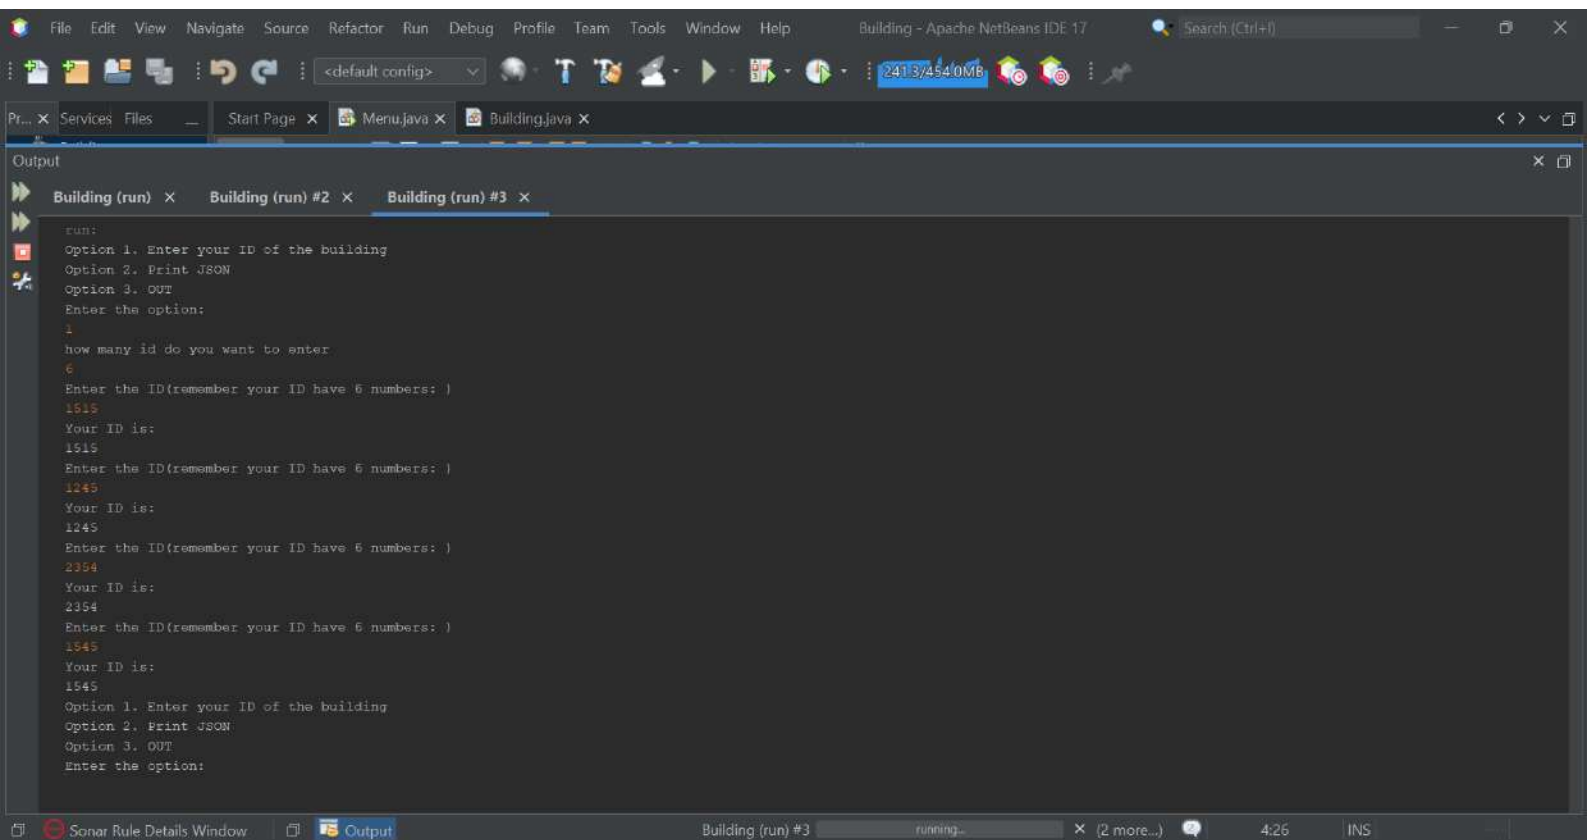 File Edit View Navigate Source Refactor Run Debug Profile Team Tools Window Help Building - Apache NetBeans IDE 17 Search (Ctrl+I)
<default config> 241.3/454.0MB
Pr... Services Files Start Page Menu.java Building.java
Output
Building (run) Building (run) #2 Building (run) #3
run:
Option 1. Enter your ID of the building
Option 2. Print JSON
Option 3. OUT
Enter the option:
1
how many id do you want to enter
6
Enter the ID(remember your ID have 6 numbers: )
1515
Your ID is:
1515
Enter the ID(remember your ID have 6 numbers: )
1245
Your ID is:
1245
Enter the ID(remember your ID have 6 numbers: )
2354
Your ID is:
2354
Enter the ID(remember your ID have 6 numbers: )
1545
Your ID is:
1545
Option 1. Enter your ID of the building
Option 2. Print JSON
Option 3. OUT
Enter the option:
Sonar Rule Details Window Output Building (run) #3 running... (2 more...) 4:26 INS